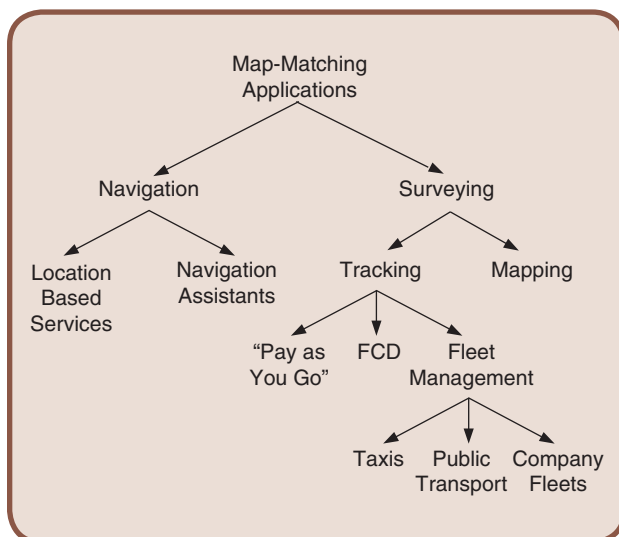 Map-Matching
Applications
Navigation
Surveying
Location
Based
Services
Navigation
Assistants
Tracking
Mapping
“Pay as
You Go”
FCD
Fleet
Management
Taxis
Public
Transport
Company
Fleets